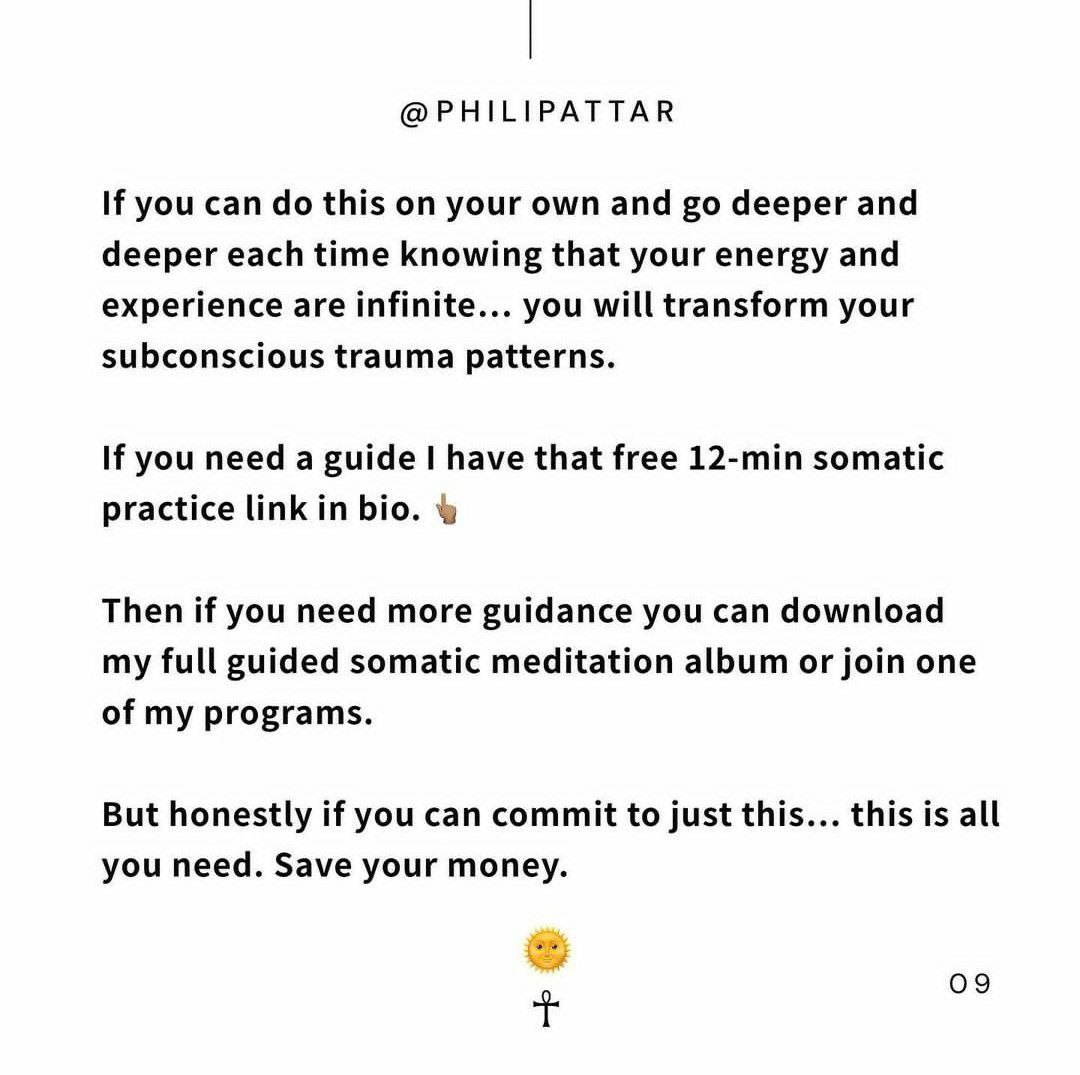 @PHILIPATTAR
If you can do this on your own and go deeper and
deeper each time knowing that your energy and
experience are infinite... you will transform your
subconscious trauma patterns.
If you need a guide I have that free 12-min somatic
practice link in bio. 👆🏽
Then if you need more guidance you can download
my full guided somatic meditation album or join one
of my programs.
But honestly if you can commit to just this... this is all
you need. Save your money.
🌞
☥
09